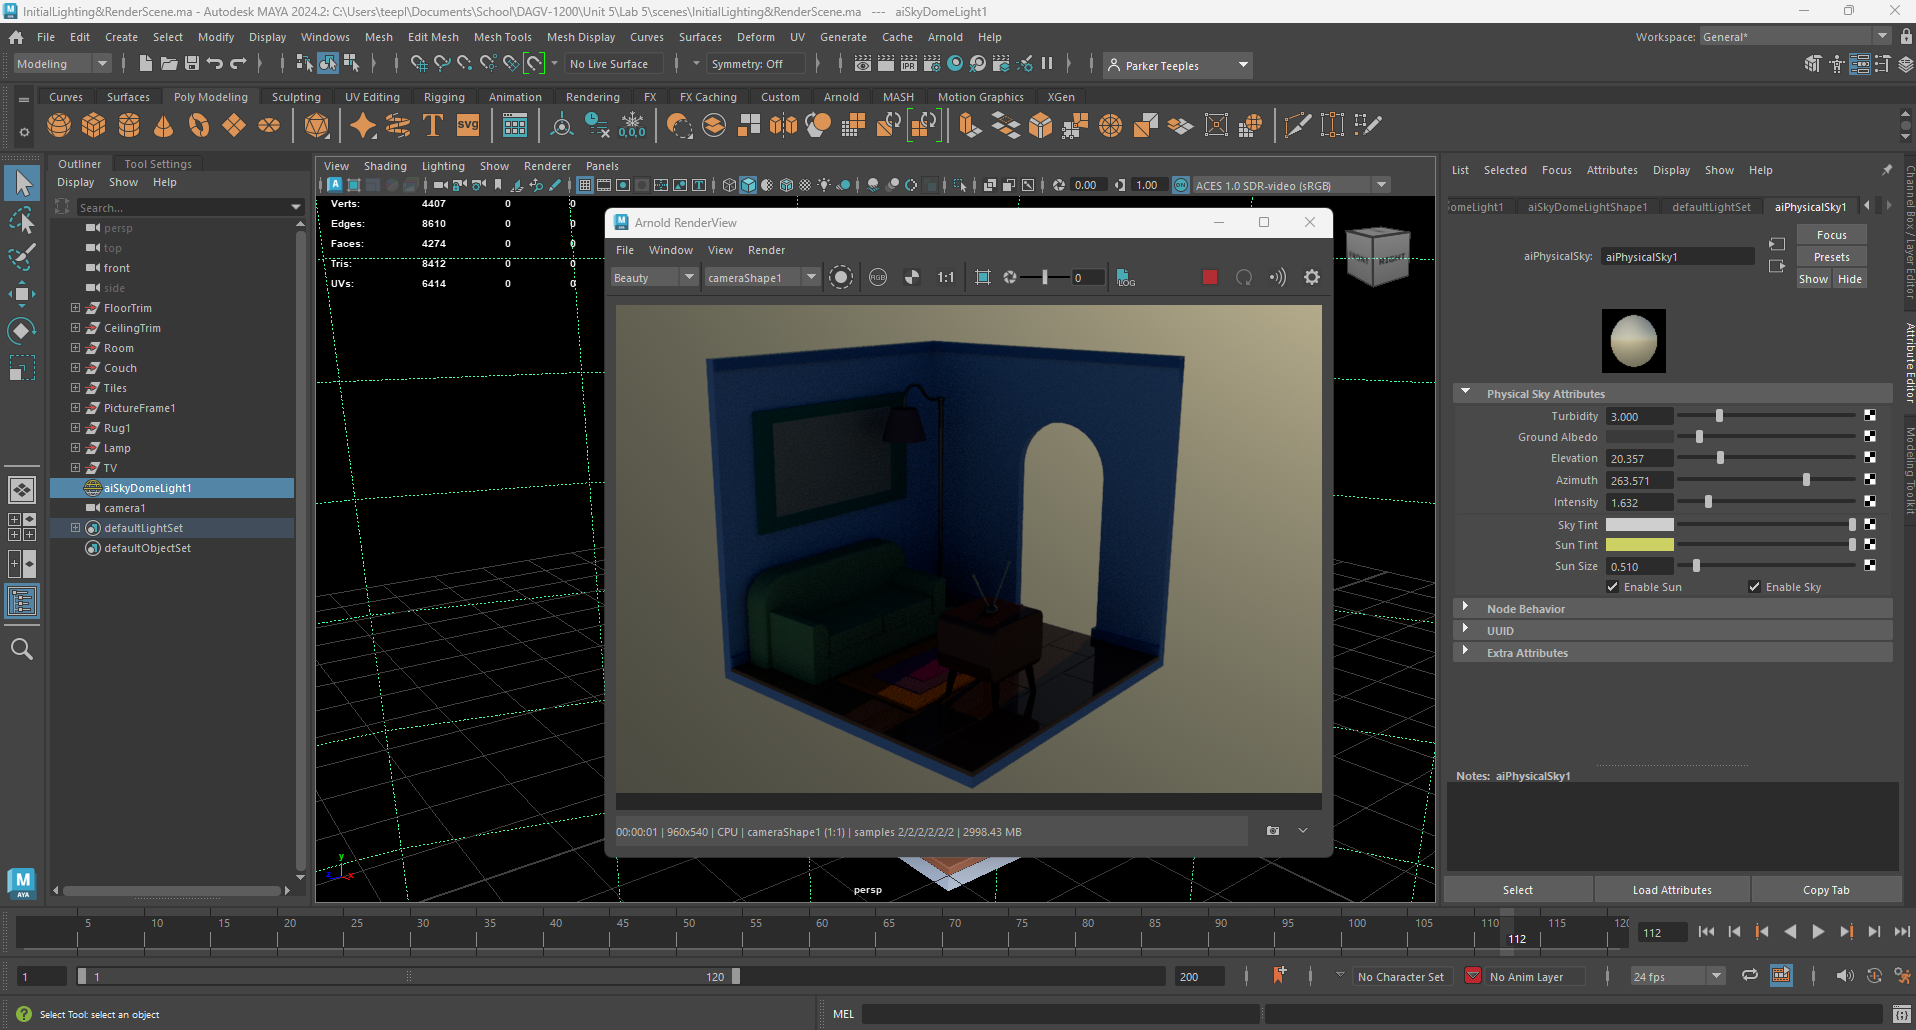 InitialLighting&RenderScene.ma - Autodesk MAYA 2024.2: C:\Users\teepl\Documents\School\DAGV-1200\Unit 5\Lab 5\scenes\InitialLighting&RenderScene.ma --- aiSkyDomeLight1
File Edit Create Select Modify Display Windows Mesh Edit Mesh Mesh Tools Mesh Display Curves Surfaces Deform UV Generate Cache Arnold Help
Workspace: General*
Modeling No Live Surface Symmetry: Off IPR Parker Teeples
Curves Surfaces Poly Modeling Sculpting UV Editing Rigging Animation Rendering FX FX Caching Custom Arnold MASH Motion Graphics XGen
T SVG 0,0,0
Outliner Tool Settings
Display Show Help
Search...
persp
top
front
side
FloorTrim
CeilingTrim
Room
Couch
Tiles
PictureFrame1
Rug1
Lamp
TV
aiSkyDomeLight1
camera1
defaultLightSet
defaultObjectSet
View Shading Lighting Show Renderer Panels
0.00 1.00 ACES 1.0 SDR-video (sRGB)
Verts: 4407 0 0
Edges: 8610 0 0
Faces: 4274 0 0
Tris: 8412 0 0
UVs: 6414 0 0
Arnold RenderView
File Window View Render
Beauty cameraShape1 RGB 1:1 0 LOG
00:00:01 | 960x540 | CPU | cameraShape1 (1:1) | samples 2/2/2/2/2/2 | 2998.43 MB
persp
y
x
List Selected Focus Attributes Display Show Help
omeLight1 aiSkyDomeLightShape1 defaultLightSet aiPhysicalSky1
aiPhysicalSky: aiPhysicalSky1
Focus
Presets
Show Hide
Physical Sky Attributes
Turbidity 3.000
Ground Albedo
Elevation 20.357
Azimuth 263.571
Intensity 1.632
Sky Tint
Sun Tint
Sun Size 0.510
Enable Sun Enable Sky
Node Behavior
UUID
Extra Attributes
Notes: aiPhysicalSky1
Select Load Attributes Copy Tab
Channel Box / Layer Editor
Attribute Editor
Modeling Toolkit
M
AYA
5 10 15 20 25 30 35 40 45 50 55 60 65 70 75 80 85 90 95 100 105 110 115 120
112
112
1 1 120 200 No Character Set No Anim Layer 24 fps
Select Tool: select an object
MEL